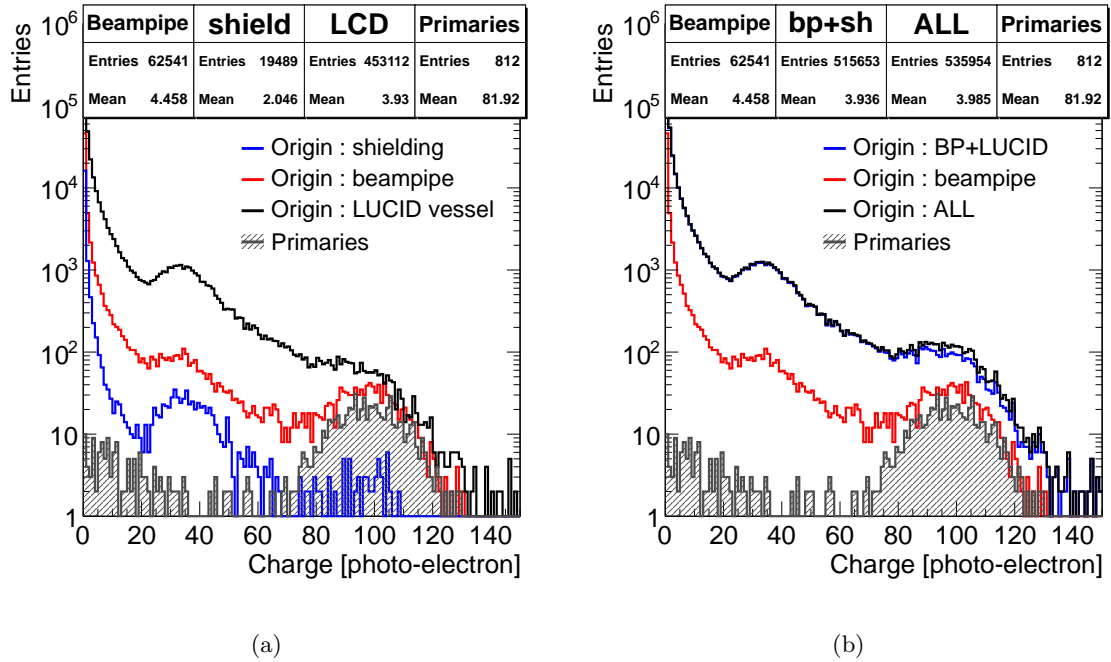 Beampipe shield LCD Primaries
Entries 62541 Entries 19489 Entries 453112 Entries 812
Mean 4.458 Mean 2.046 Mean 3.93 Mean 81.92
Origin : shielding
Origin : beampipe
Origin : LUCID vessel
Primaries
Entries
10^6
10^5
10^4
10^3
10^2
10
1
0 20 40 60 80 100 120 140
Charge [photo-electron]
(a)
Beampipe bp+sh ALL Primaries
Entries 62541 Entries 515653 Entries 535954 Entries 812
Mean 4.458 Mean 3.936 Mean 3.985 Mean 81.92
Origin : BP+LUCID
Origin : beampipe
Origin : ALL
Primaries
Entries
10^6
10^5
10^4
10^3
10^2
10
1
0 20 40 60 80 100 120 140
Charge [photo-electron]
(b)